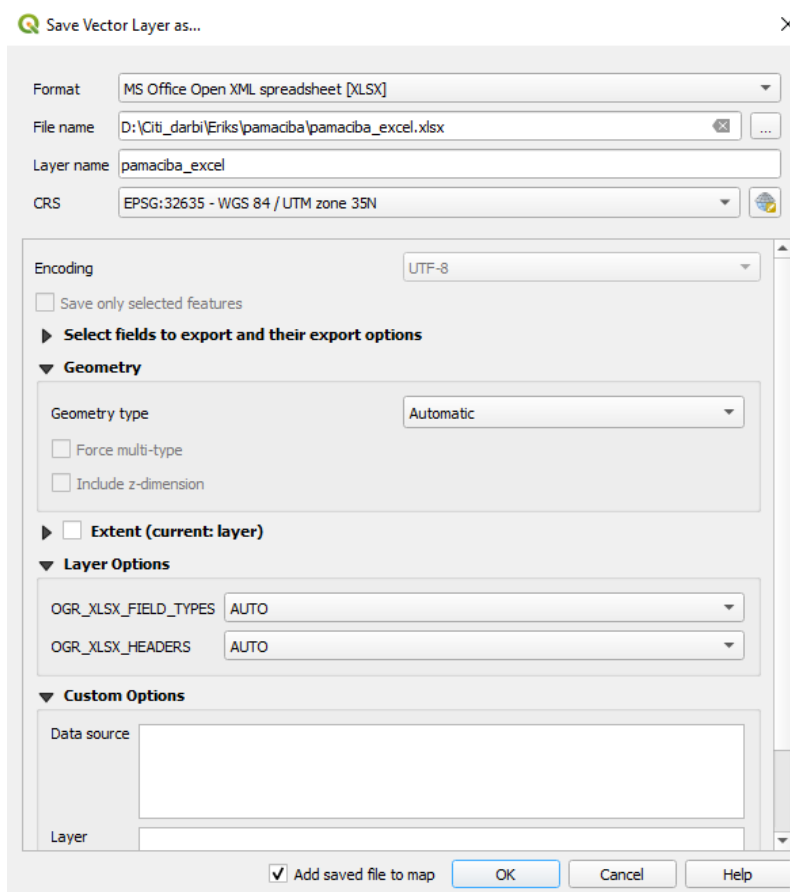 Save Vector Layer as...
Format MS Office Open XML spreadsheet [XLSX]
File name D:\Citi_darbi\Eriks\pamaciba\pamaciba_excel.xlsx ...
Layer name pamaciba_excel
CRS EPSG:32635 - WGS 84 / UTM zone 35N
Encoding UTF-8
Save only selected features
Select fields to export and their export options
Geometry
Geometry type Automatic
Force multi-type
Include z-dimension
Extent (current: layer)
Layer Options
OGR_XLSX_FIELD_TYPES AUTO
OGR_XLSX_HEADERS AUTO
Custom Options
Data source
Layer
Add saved file to map OK Cancel Help